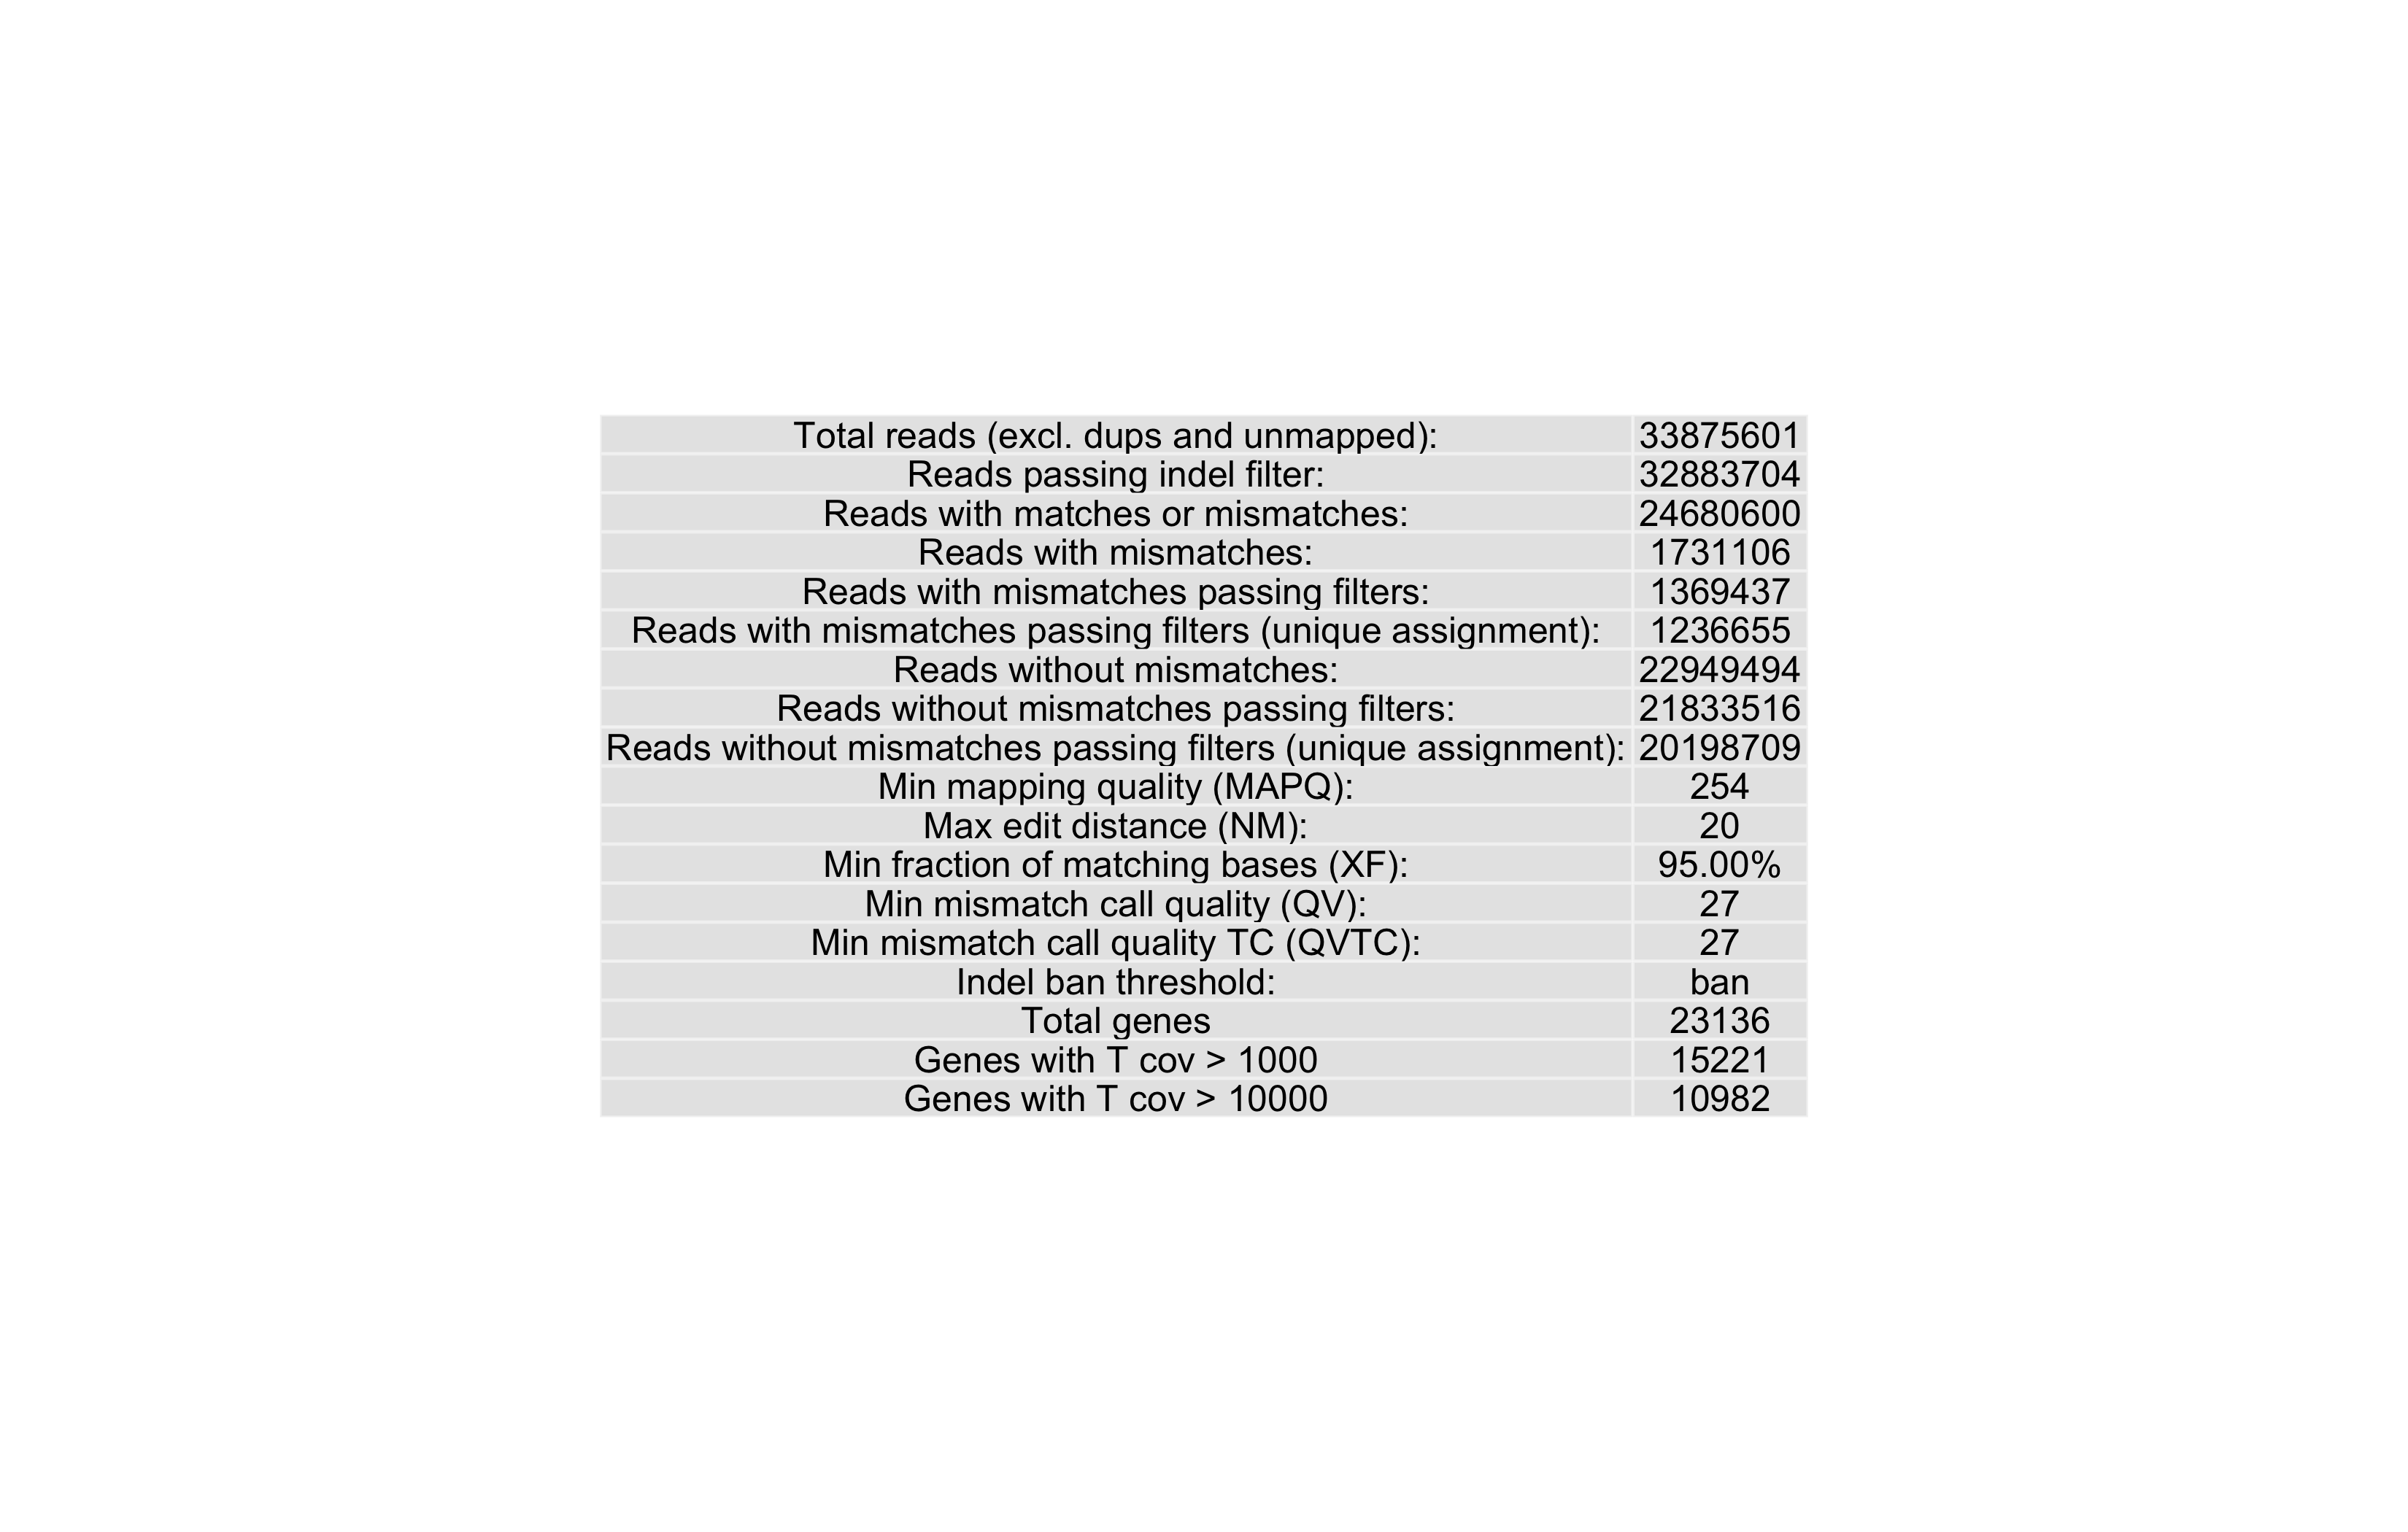 Total reads (excl. dups and unmapped): 33875601
Reads passing indel filter: 32883704
Reads with matches or mismatches: 24680600
Reads with mismatches: 1731106
Reads with mismatches passing filters: 1369437
Reads with mismatches passing filters (unique assignment): 1236655
Reads without mismatches: 22949494
Reads without mismatches passing filters: 21833516
Reads without mismatches passing filters (unique assignment): 20198709
Min mapping quality (MAPQ): 254
Max edit distance (NM): 20
Min fraction of matching bases (XF): 95.00%
Min mismatch call quality (QV): 27
Min mismatch call quality TC (QVTC): 27
Indel ban threshold: ban
Total genes 23136
Genes with T cov > 1000 15221
Genes with T cov > 10000 10982